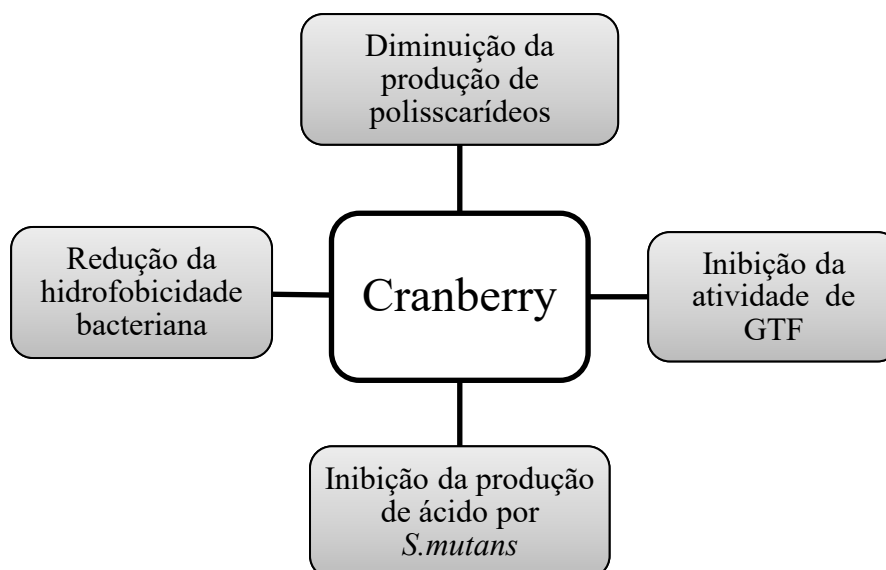 Diminuição da
produção de
polisscarídeos
Redução da
hidrofobicidade
bacteriana
Cranberry
Inibição da
atividade de
GTF
Inibição da produção
de ácido por
S.mutans